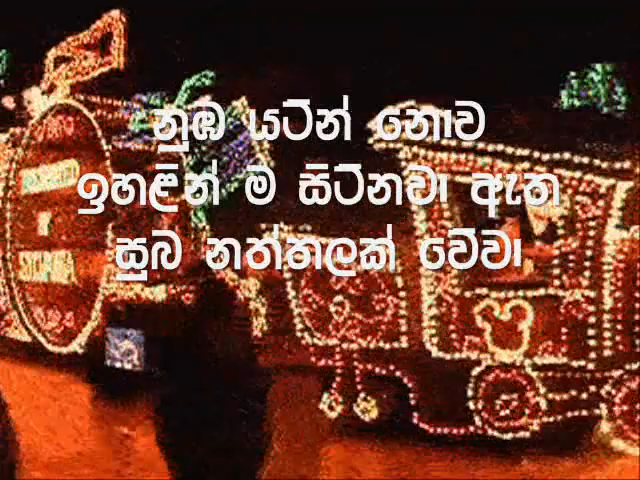 නුඹ යටින් නොව
ඉහළින් ම සිටිනවා ඇත
සුබ නත්තලක් වේවා